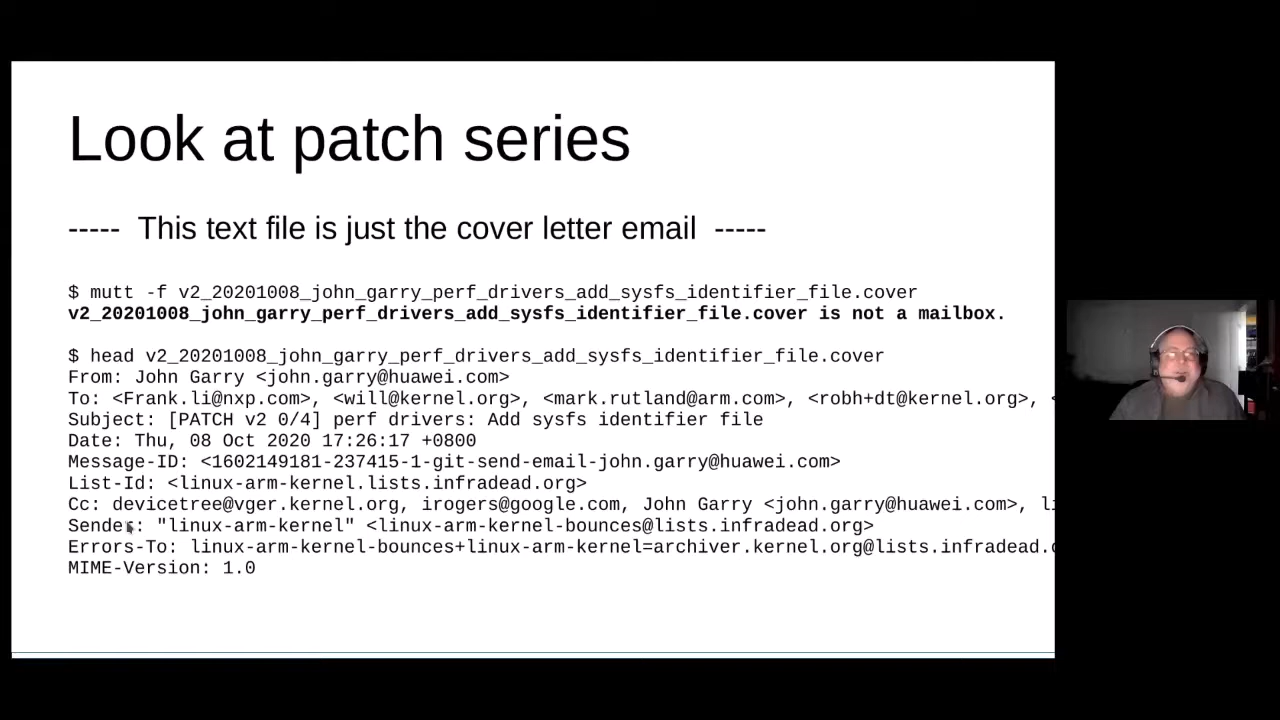 Look at patch series
----- This text file is just the cover letter email -----
$ mutt -f v2_20201008_john_garry_perf_drivers_add_sysfs_identifier_file.cover
v2_20201008_john_garry_perf_drivers_add_sysfs_identifier_file.cover is not a mailbox.
$ head v2_20201008_john_garry_perf_drivers_add_sysfs_identifier_file.cover
From: John Garry <john.garry@huawei.com>
To: <Frank.li@nxp.com>, <will@kernel.org>, <mark.rutland@arm.com>, <robh+dt@kernel.org>, <
Subject: [PATCH v2 0/4] perf drivers: Add sysfs identifier file
Date: Thu, 08 Oct 2020 17:26:17 +0800
Message-ID: <1602149181-237415-1-git-send-email-john.garry@huawei.com>
List-Id: <linux-arm-kernel.lists.infradead.org>
Cc: devicetree@vger.kernel.org, irogers@google.com, John Garry <john.garry@huawei.com>, li
Sender: "linux-arm-kernel" <linux-arm-kernel-bounces@lists.infradead.org>
Errors-To: linux-arm-kernel-bounces+linux-arm-kernel=archiver.kernel.org@lists.infradead.o
MIME-Version: 1.0